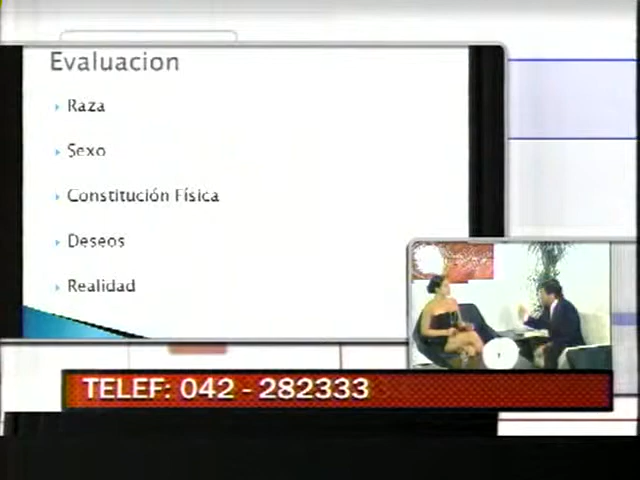 Evaluacion
Raza
Sexo
Constitución Física
Deseos
Realidad
TELEF: 042 - 282333